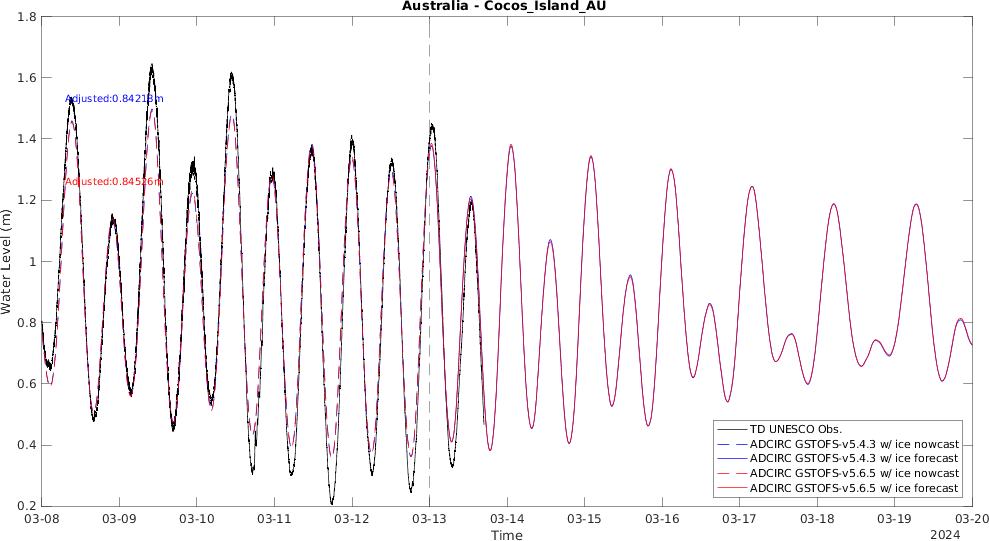 Australia - Cocos_Island_AU
1.8
1.6
1.4
1.2
1
0.8
0.6
0.4
0.2
Water Level (m)
Adjusted:0.84213m
Adjusted:0.84526m
TD UNESCO Obs.
ADCIRC GSTOFS-v5.4.3 w/ ice nowcast
ADCIRC GSTOFS-v5.4.3 w/ ice forecast
ADCIRC GSTOFS-v5.6.5 w/ ice nowcast
ADCIRC GSTOFS-v5.6.5 w/ ice forecast
03-08 03-09 03-10 03-11 03-12 03-13 03-14 03-15 03-16 03-17 03-18 03-19 03-20
Time
2024